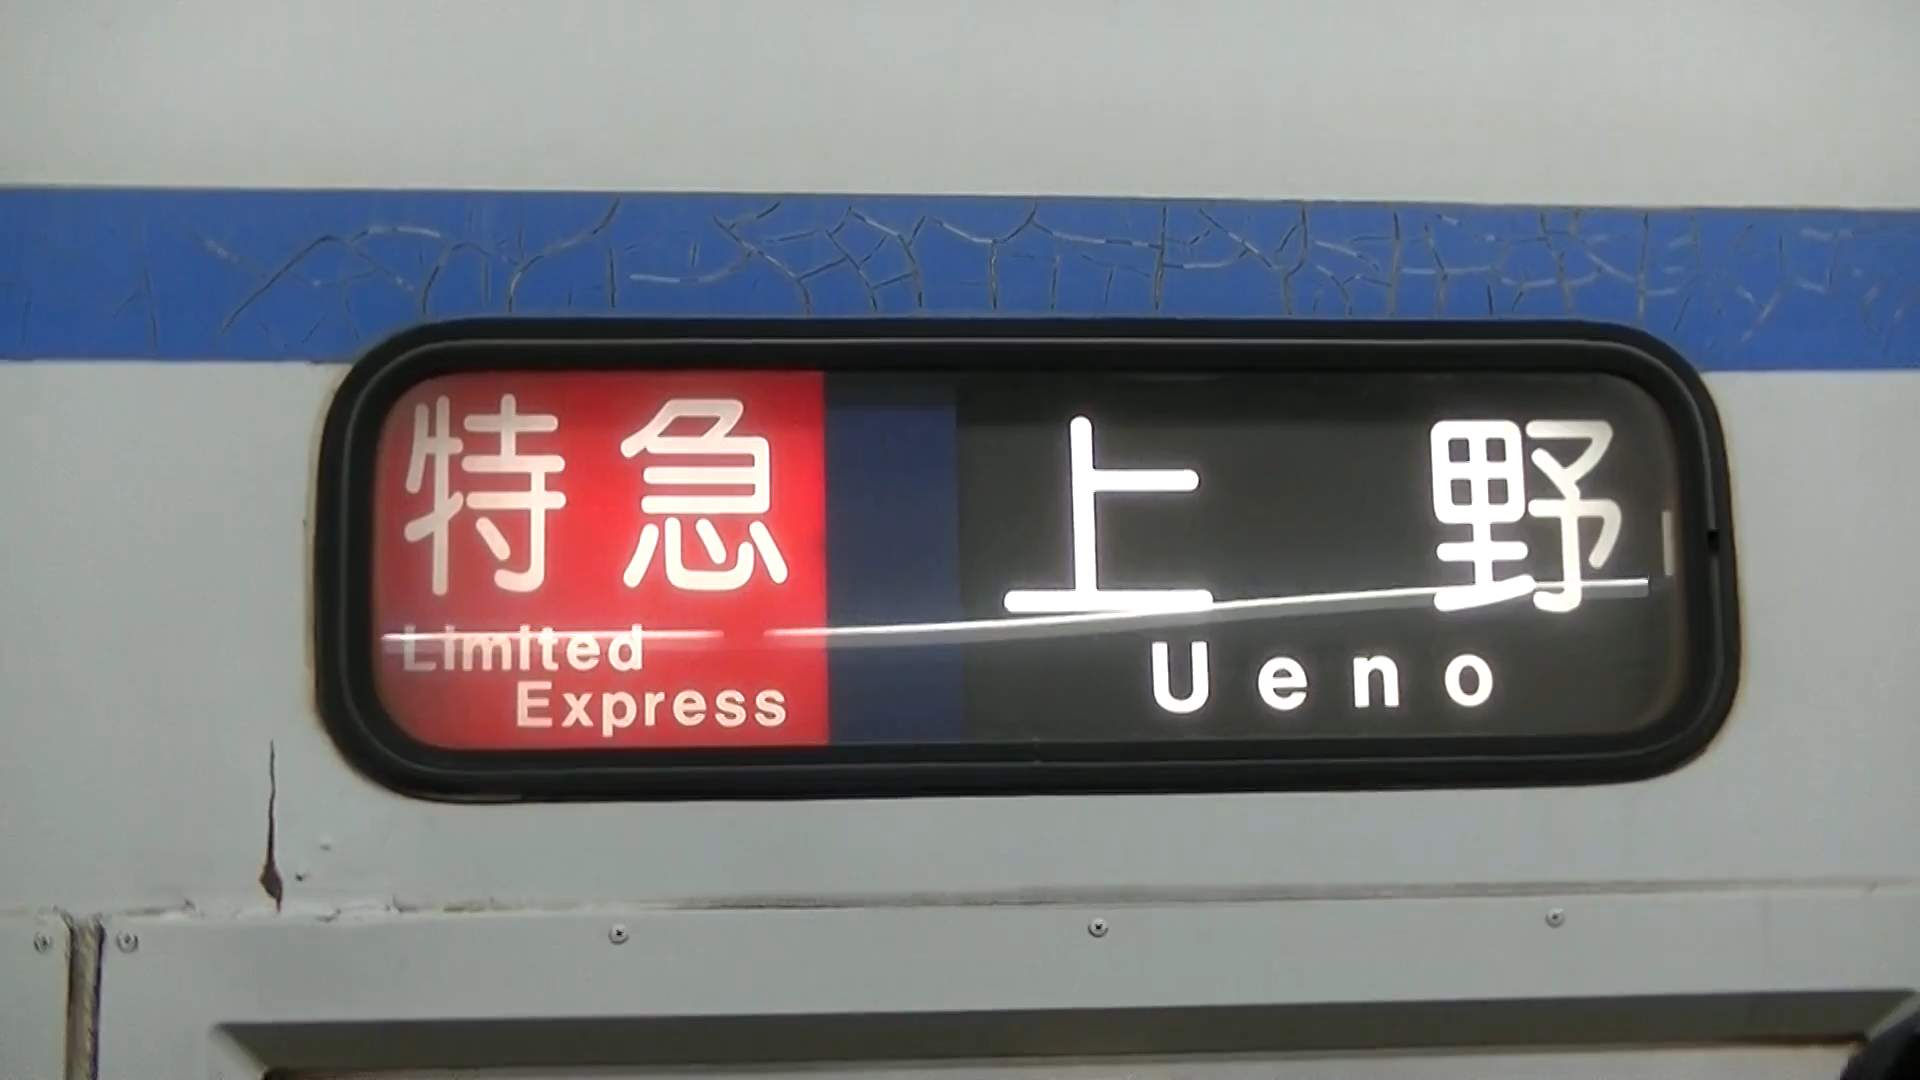 特急
Limited
Express
上野
Ueno